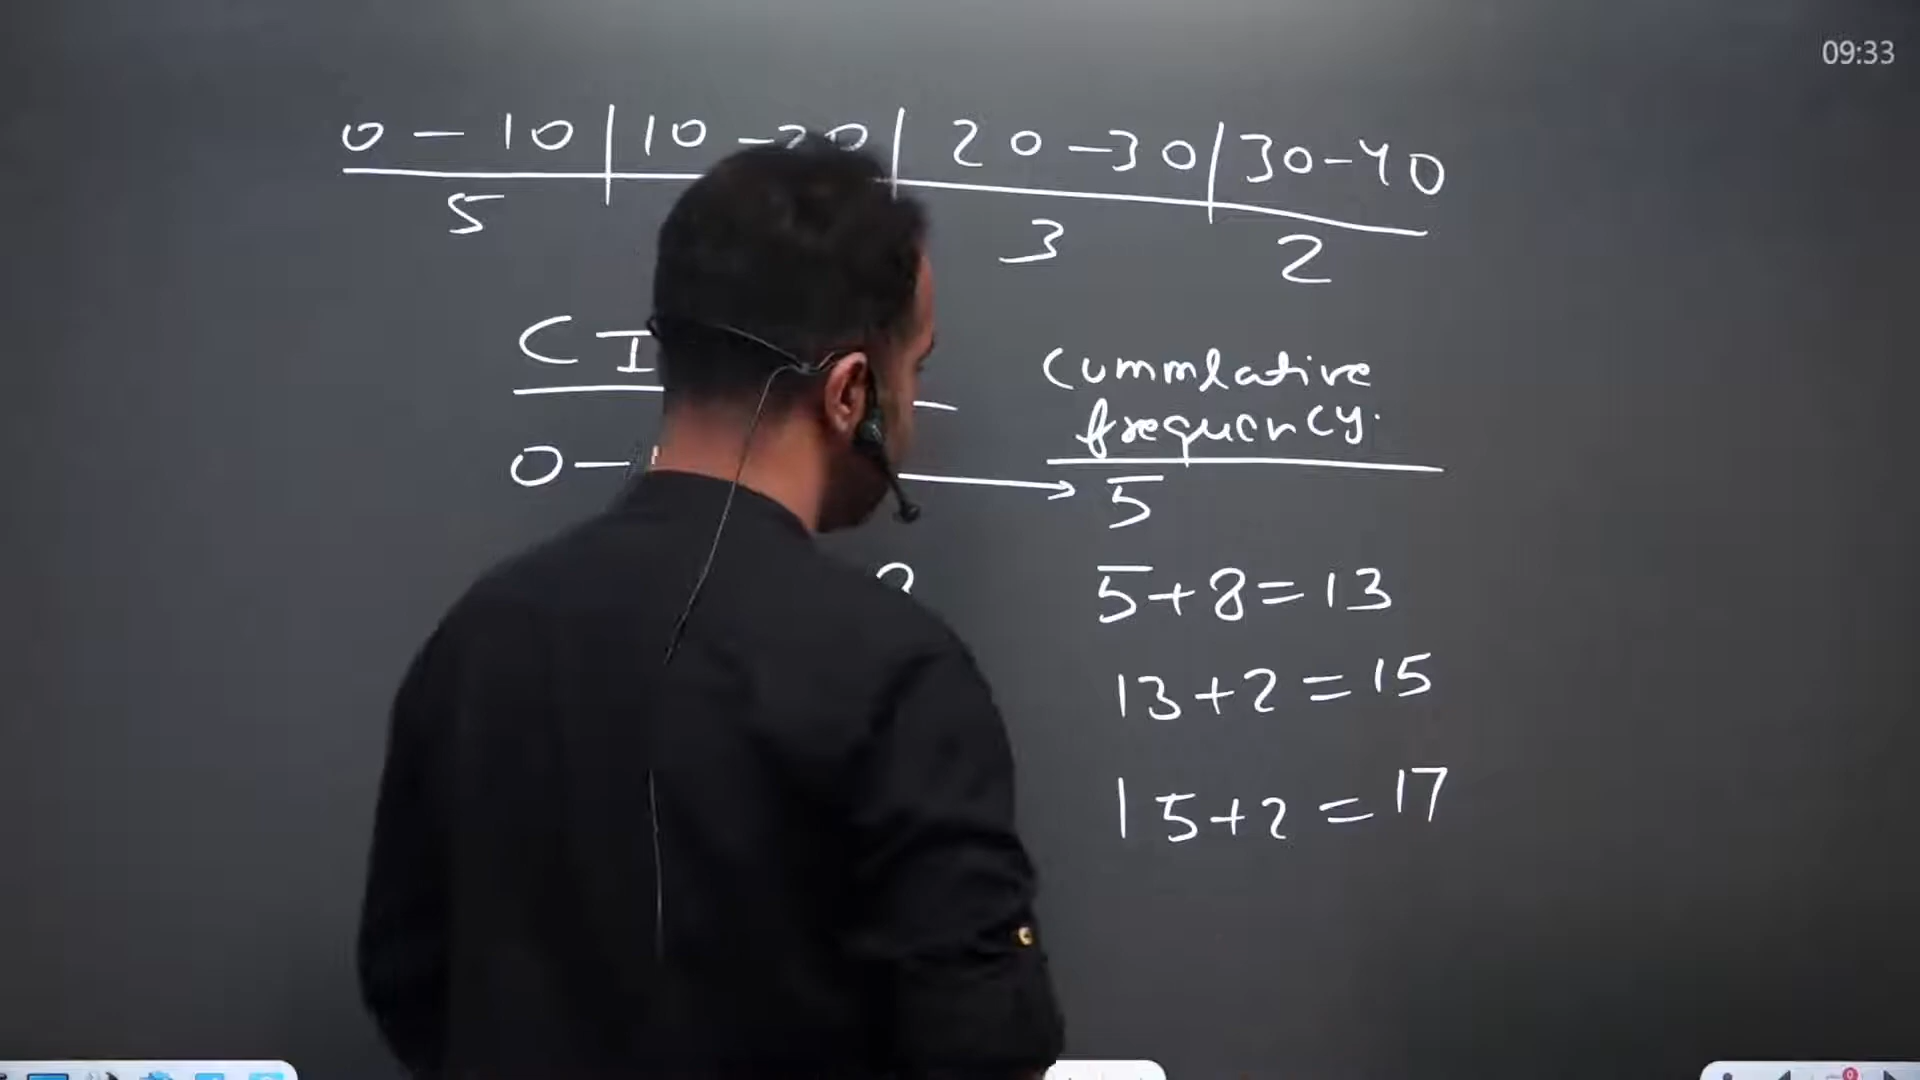 09:33
0 - 10 | 10 - 20 | 20 - 30 | 30 - 40
5 3 2
CI
Cummlative
frequency.
0 - 5
5 + 8 = 13
13 + 2 = 15
15 + 2 = 17